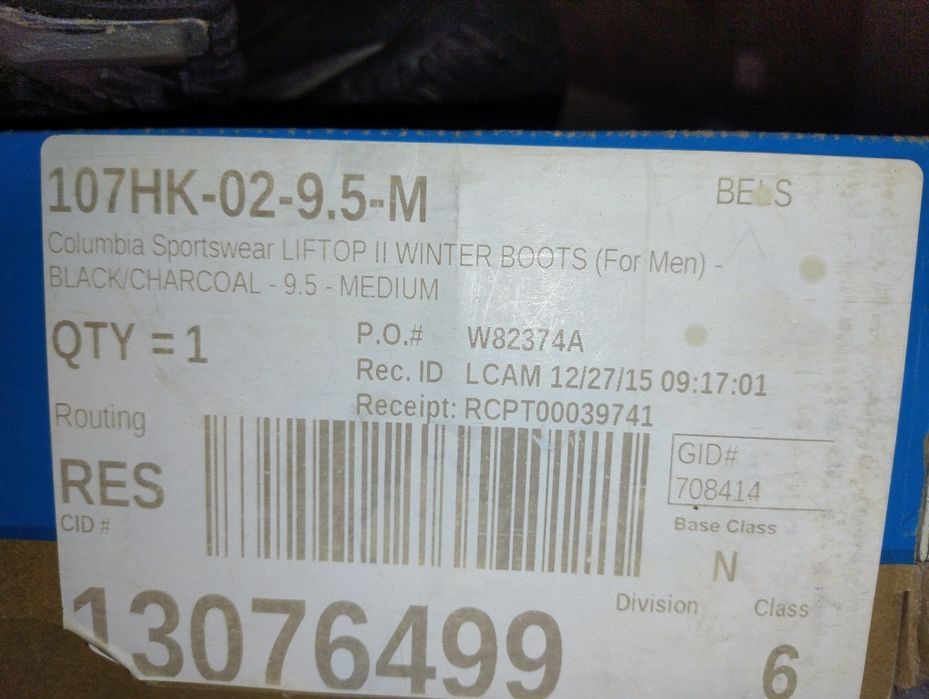 107HK-02-9.5-M
BELS
Columbia Sportswear LIFTOP II WINTER BOOTS (For Men) -
BLACK/CHARCOAL - 9.5 - MEDIUM
QTY = 1
P.O.# W82374A
Rec. ID LCAM 12/27/15 09:17:01
Receipt: RCPT00039741
Routing
RES
GID#
708414
CID #
Base Class
N
13076499
Division Class
6